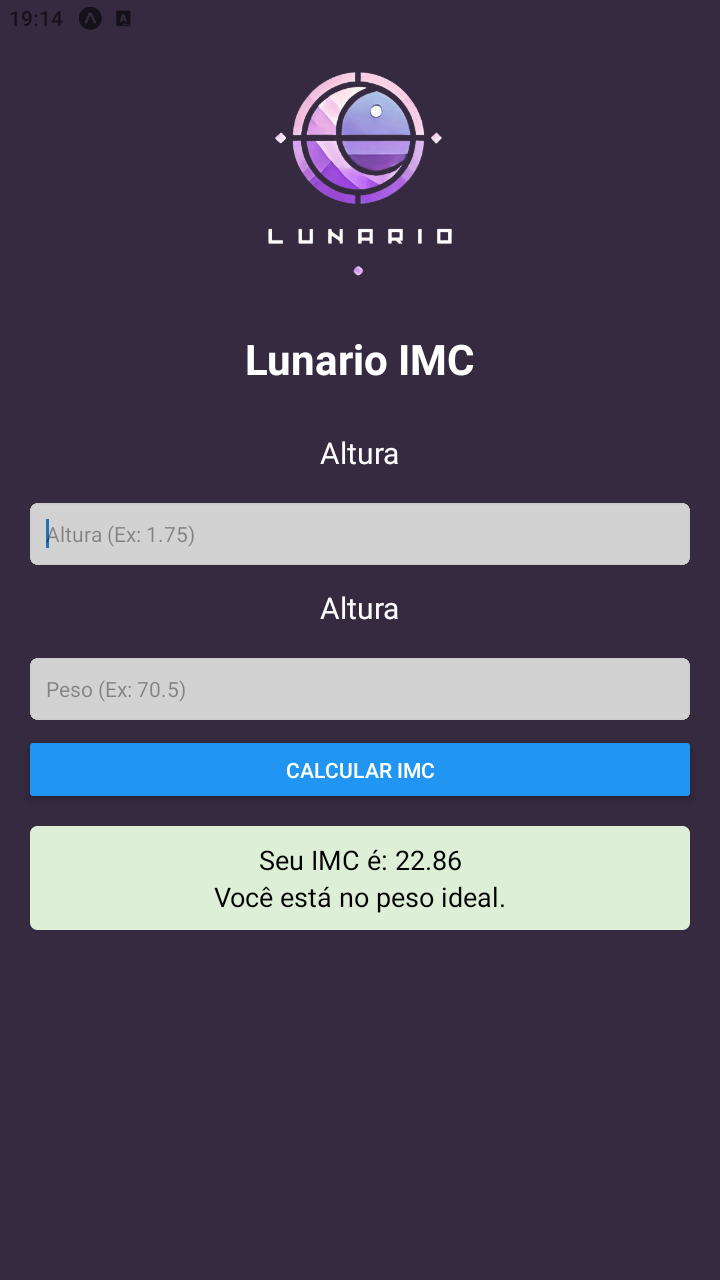 19:14
LUNARIO
Lunario IMC
Altura
Altura (Ex: 1.75)
Altura
Peso (Ex: 70.5)
CALCULAR IMC
Seu IMC é: 22.86
Você está no peso ideal.